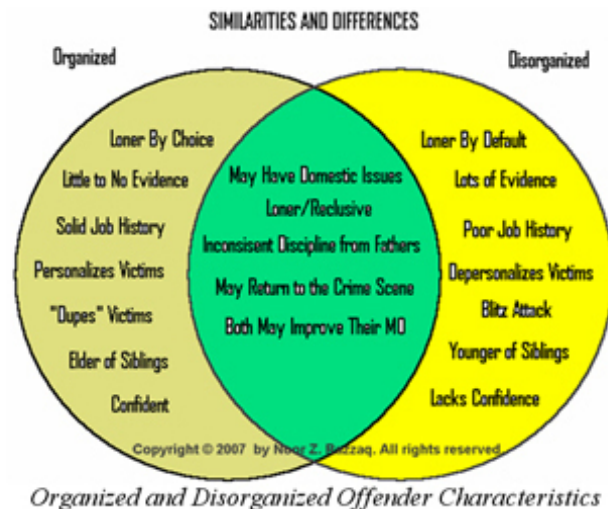 SIMILARITIES AND DIFFERENCES
Organized
Disorganized
Loner By Choice
Little to No Evidence
Solid Job History
Personalizes Victims
"Dupes" Victims
Elder of Siblings
Confident
May Have Domestic Issues
Loner/Reclusive
Inconsisent Discipline from Fathers
May Return to the Crime Scene
Both May Improve Their MO
Loner By Default
Lots of Evidence
Poor Job History
Depersonalizes Victims
Blitz Attack
Younger of Siblings
Lacks Confidence
Copyright © 2007 by Noor Z. Razzaq. All rights reserved.
Organized and Disorganized Offender Characteristics